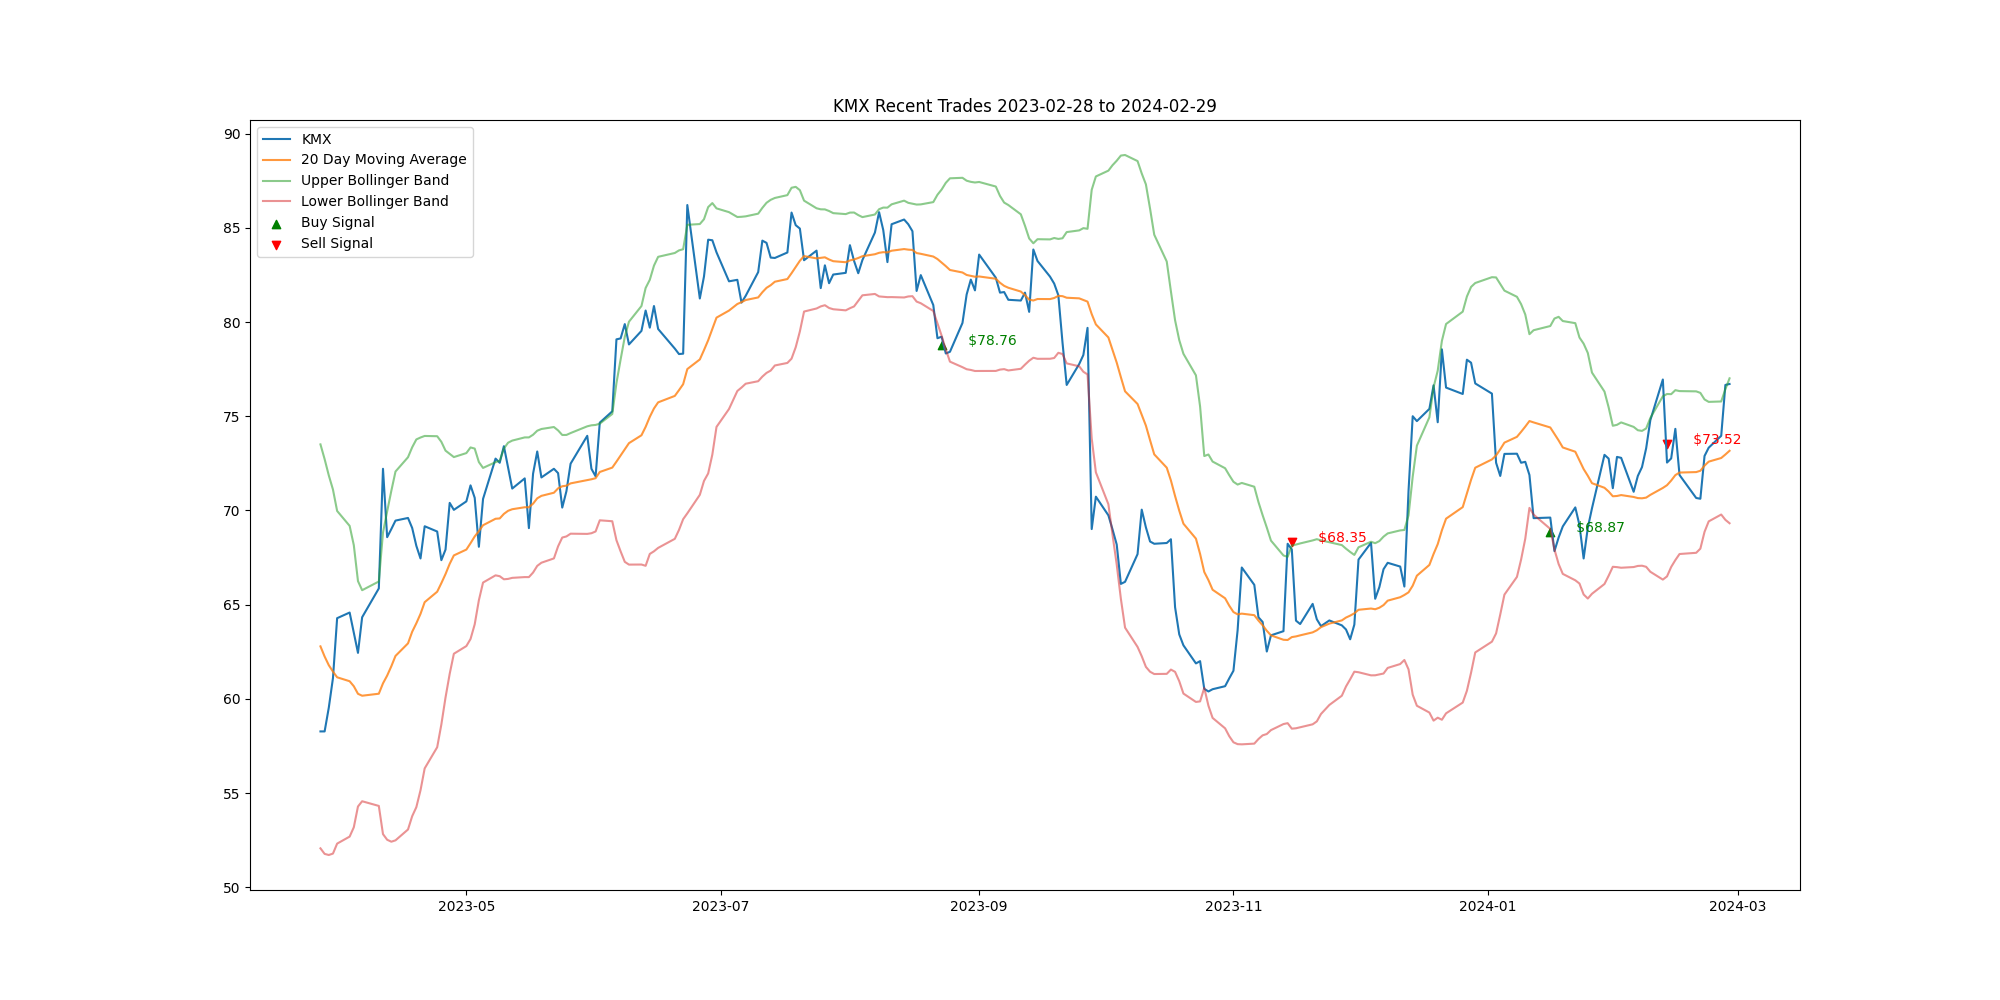 KMX Recent Trades 2023-02-28 to 2024-02-29
90
85
80
75
70
65
60
55
50
KMX
20 Day Moving Average
Upper Bollinger Band
Lower Bollinger Band
Buy Signal
Sell Signal
$78.76
$68.35
$68.87
$73.52
2023-05
2023-07
2023-09
2023-11
2024-01
2024-03